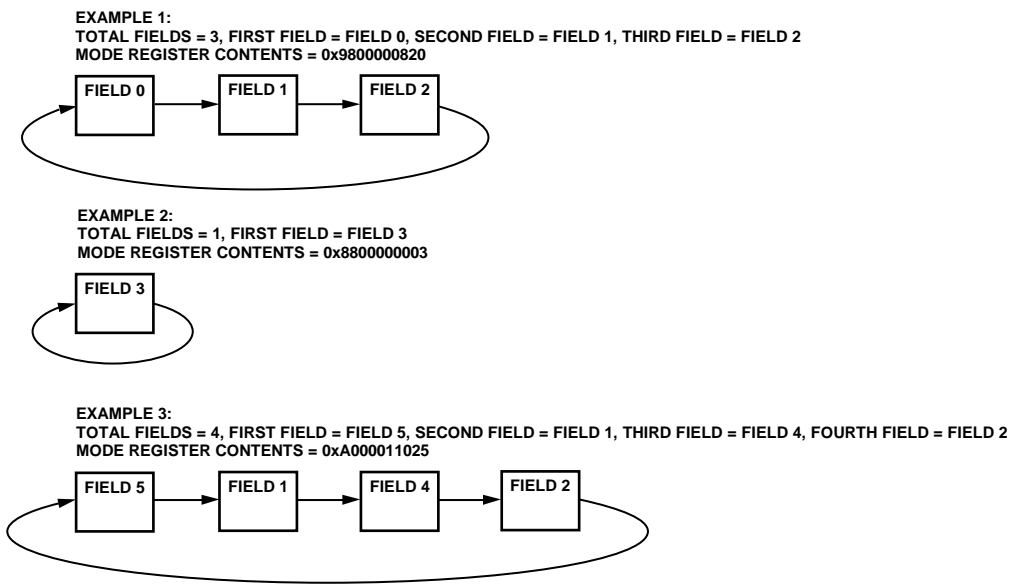 EXAMPLE 1:
TOTAL FIELDS = 3, FIRST FIELD = FIELD 0, SECOND FIELD = FIELD 1, THIRD FIELD = FIELD 2
MODE REGISTER CONTENTS = 0x9800000820
FIELD 0
FIELD 1
FIELD 2
EXAMPLE 2:
TOTAL FIELDS = 1, FIRST FIELD = FIELD 3
MODE REGISTER CONTENTS = 0x8800000003
FIELD 3
EXAMPLE 3:
TOTAL FIELDS = 4, FIRST FIELD = FIELD 5, SECOND FIELD = FIELD 1, THIRD FIELD = FIELD 4, FOURTH FIELD = FIELD 2
MODE REGISTER CONTENTS = 0xA000011025
FIELD 5
FIELD 1
FIELD 4
FIELD 2